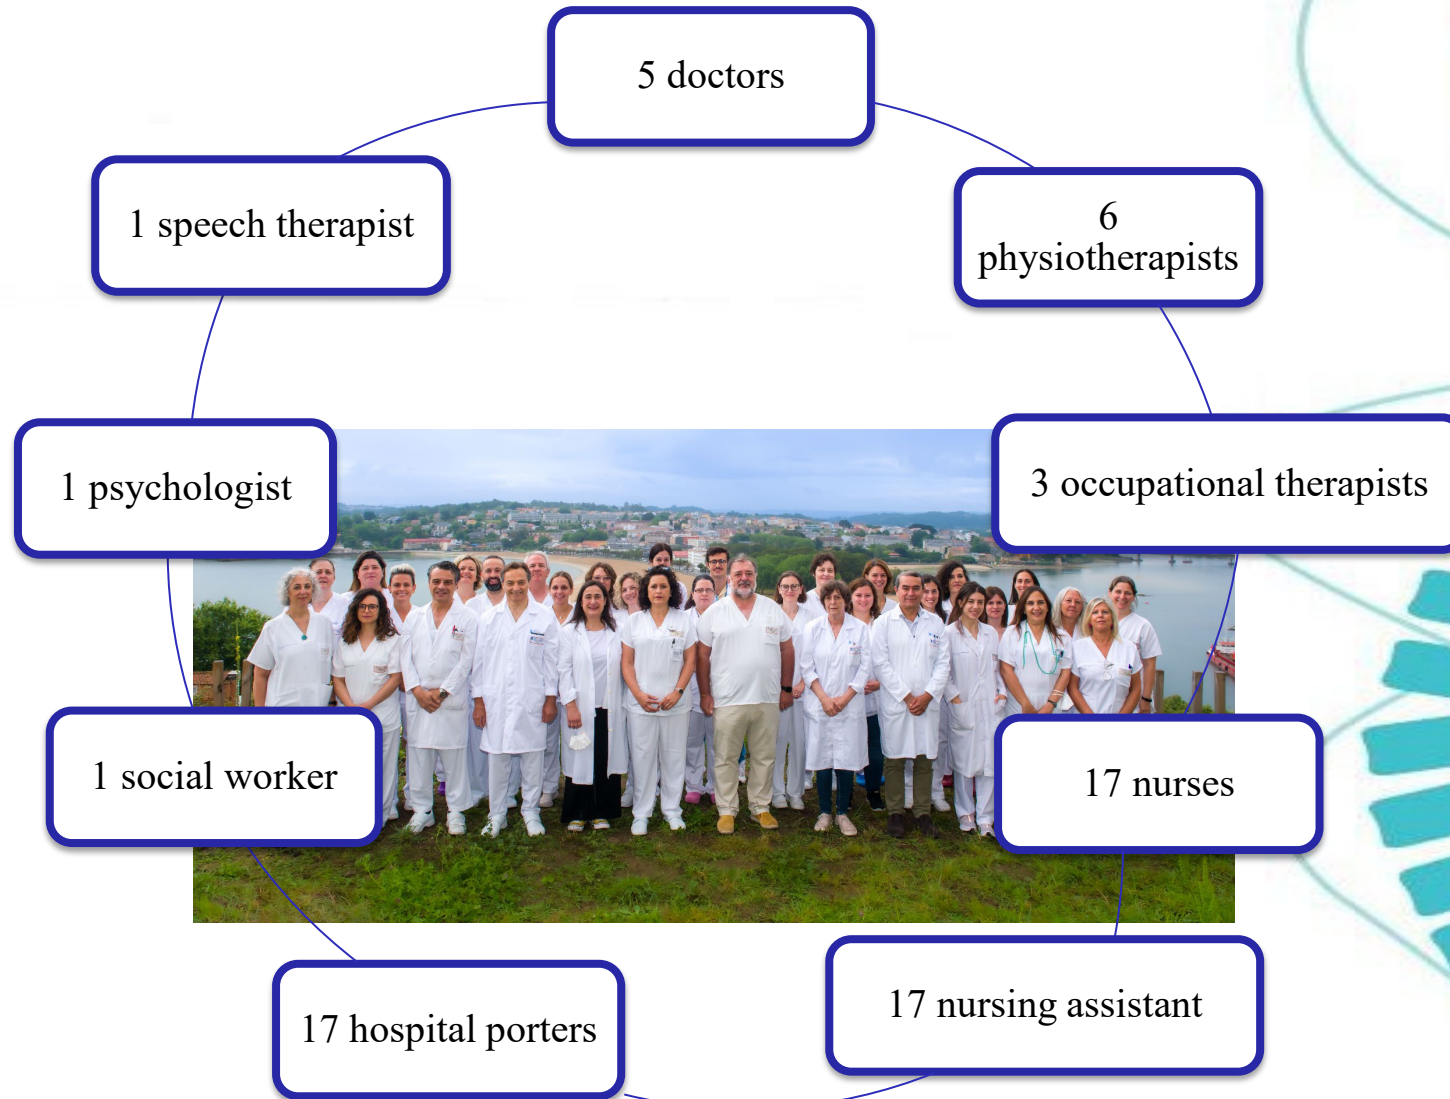 5 doctors
6
physiotherapists
3 occupational therapists
17 nurses
17 nursing assistant
17 hospital porters
1 social worker
1 psychologist
1 speech therapist